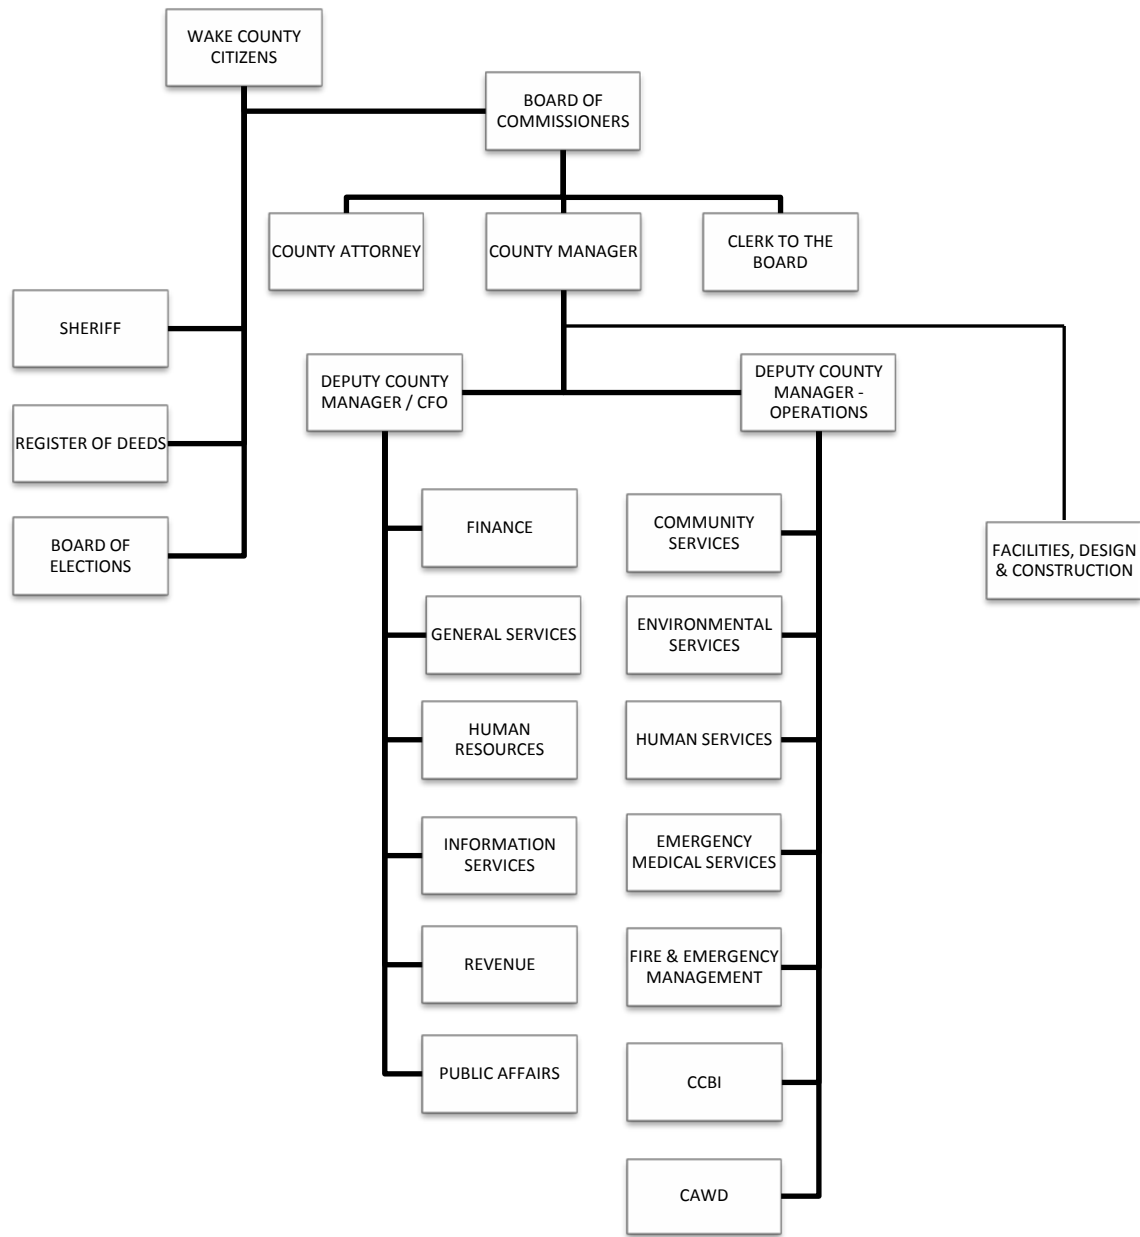 WAKE COUNTY
CITIZENS
BOARD OF
COMMISSIONERS
COUNTY ATTORNEY
COUNTY MANAGER
CLERK TO THE
BOARD
SHERIFF
REGISTER OF DEEDS
BOARD OF
ELECTIONS
DEPUTY COUNTY
MANAGER / CFO
DEPUTY COUNTY
MANAGER -
OPERATIONS
FINANCE
GENERAL SERVICES
HUMAN
RESOURCES
INFORMATION
SERVICES
REVENUE
PUBLIC AFFAIRS
COMMUNITY
SERVICES
ENVIRONMENTAL
SERVICES
HUMAN SERVICES
EMERGENCY
MEDICAL SERVICES
FIRE & EMERGENCY
MANAGEMENT
CCBI
CAWD
FACILITIES, DESIGN
& CONSTRUCTION